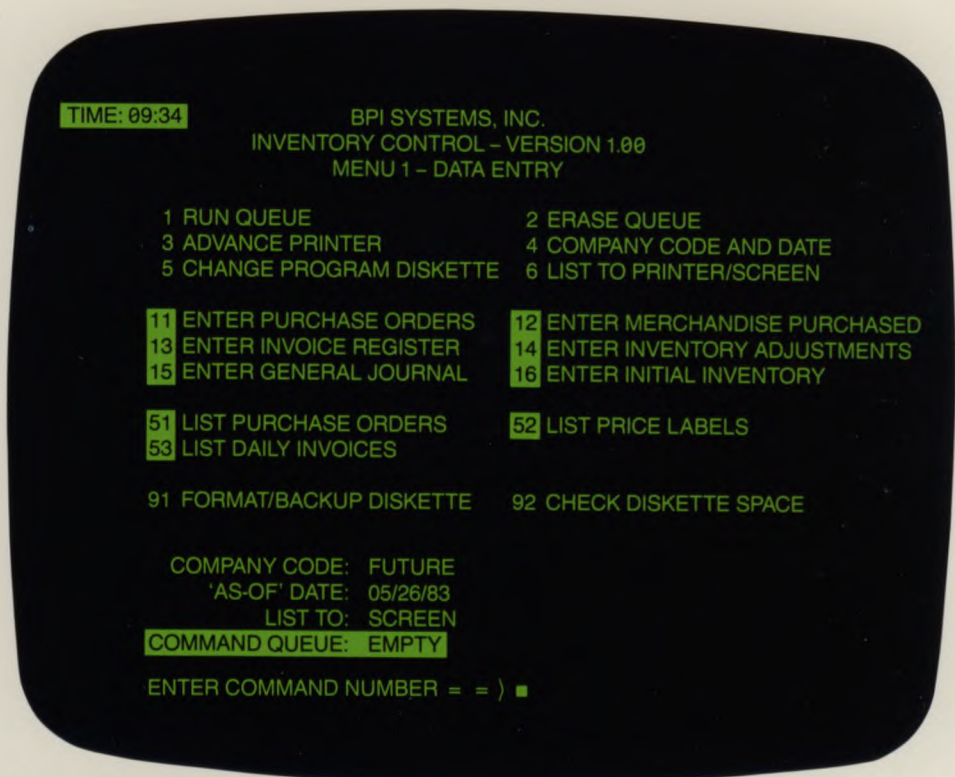 TIME: 09:34
BPI SYSTEMS, INC.
INVENTORY CONTROL – VERSION 1.00
MENU 1 – DATA ENTRY
1 RUN QUEUE 2 ERASE QUEUE
3 ADVANCE PRINTER 4 COMPANY CODE AND DATE
5 CHANGE PROGRAM DISKETTE 6 LIST TO PRINTER/SCREEN
11 ENTER PURCHASE ORDERS 12 ENTER MERCHANDISE PURCHASED
13 ENTER INVOICE REGISTER 14 ENTER INVENTORY ADJUSTMENTS
15 ENTER GENERAL JOURNAL 16 ENTER INITIAL INVENTORY
51 LIST PURCHASE ORDERS 52 LIST PRICE LABELS
53 LIST DAILY INVOICES
91 FORMAT/BACKUP DISKETTE 92 CHECK DISKETTE SPACE
COMPANY CODE: FUTURE
'AS-OF' DATE: 05/26/83
LIST TO: SCREEN
COMMAND QUEUE: EMPTY
ENTER COMMAND NUMBER = = ⟩ ■